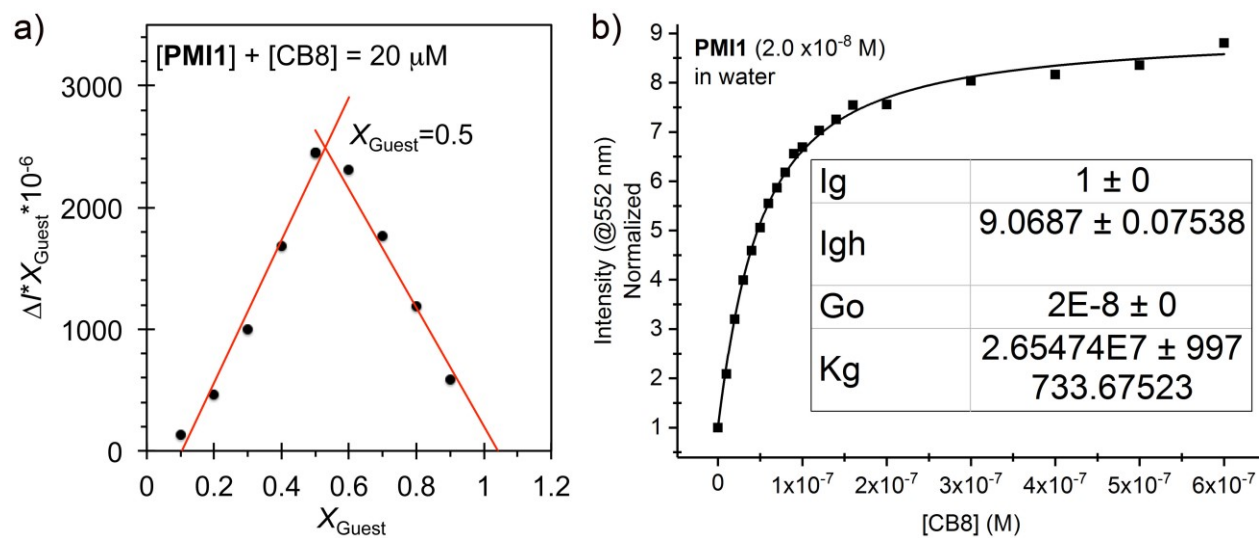 a)
[PMI1] + [CB8] = 20 μM
3000
2000
1000
0
ΔI*X_Guest*10^-6
X_Guest=0.5
0 0.2 0.4 0.6 0.8 1 1.2
X_Guest
b)
PMI1 (2.0 x10^-8 M)
in water
9
8
7
6
5
4
3
2
1
Intensity (@552 nm)
Normalized
Ig 1 ± 0
Igh 9.0687 ± 0.07538
Go 2E-8 ± 0
Kg 2.65474E7 ± 997
733.67523
0 1x10^-7 2x10^-7 3x10^-7 4x10^-7 5x10^-7 6x10^-7
[CB8] (M)